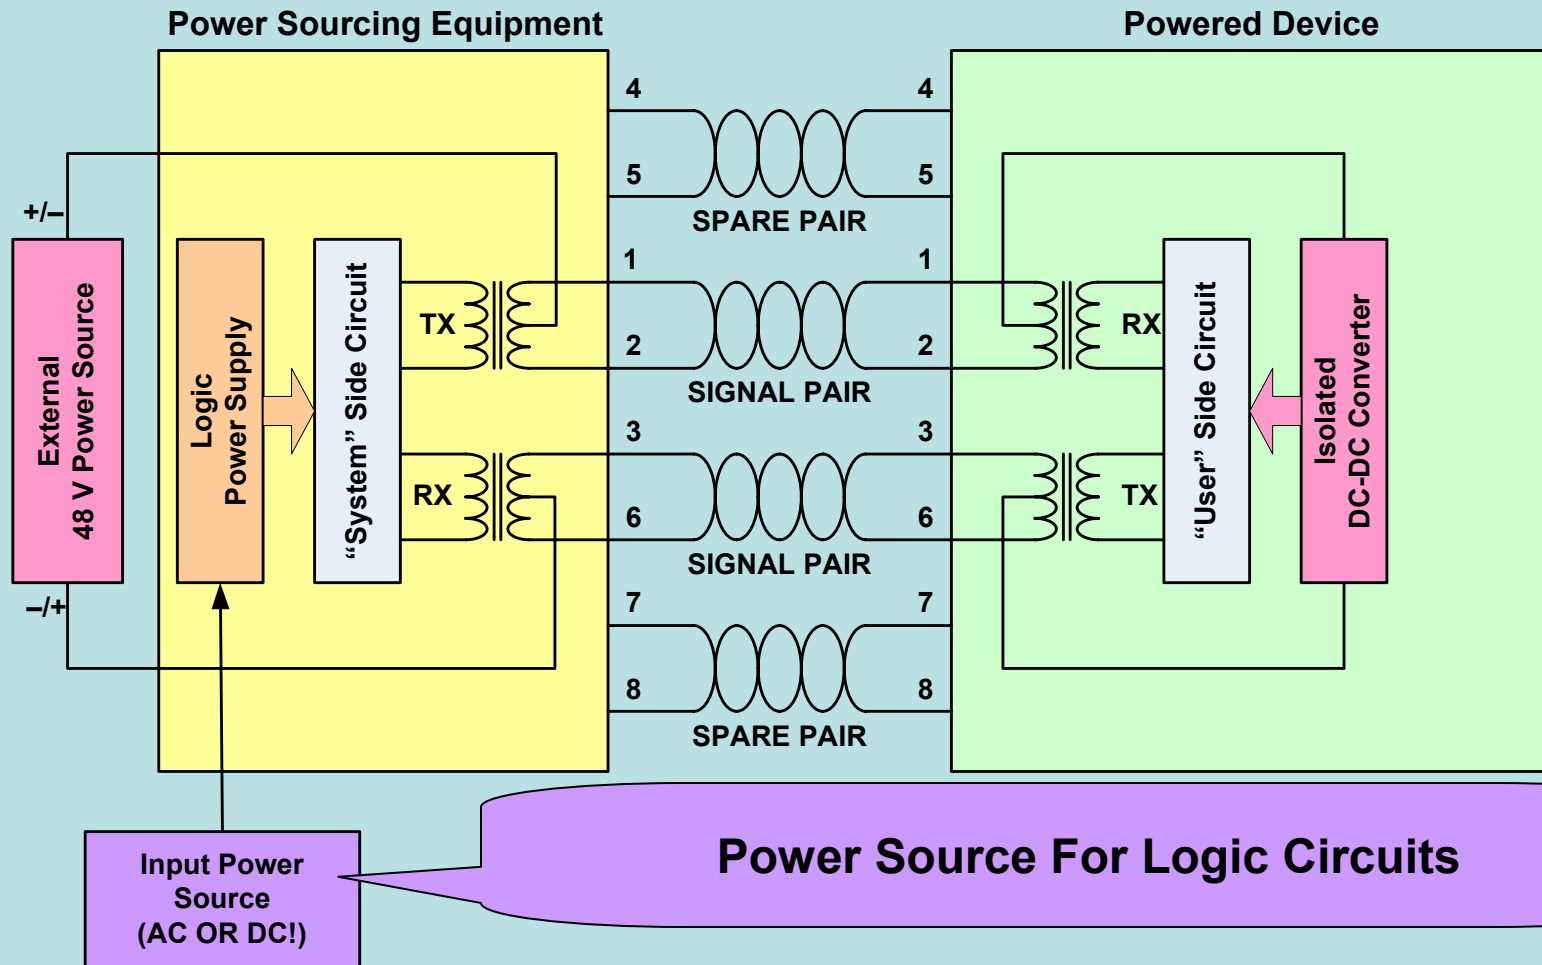 Power Sourcing Equipment
Powered Device
4
4
5
5
SPARE PAIR
+/–
External
48 V Power Source
–/+
Logic
Power Supply
“System” Side Circuit
TX
RX
1
1
2
2
SIGNAL PAIR
3
3
6
6
SIGNAL PAIR
7
7
8
8
SPARE PAIR
RX
TX
“User” Side Circuit
Isolated
DC-DC Converter
Input Power
Source
(AC OR DC!)
Power Source For Logic Circuits